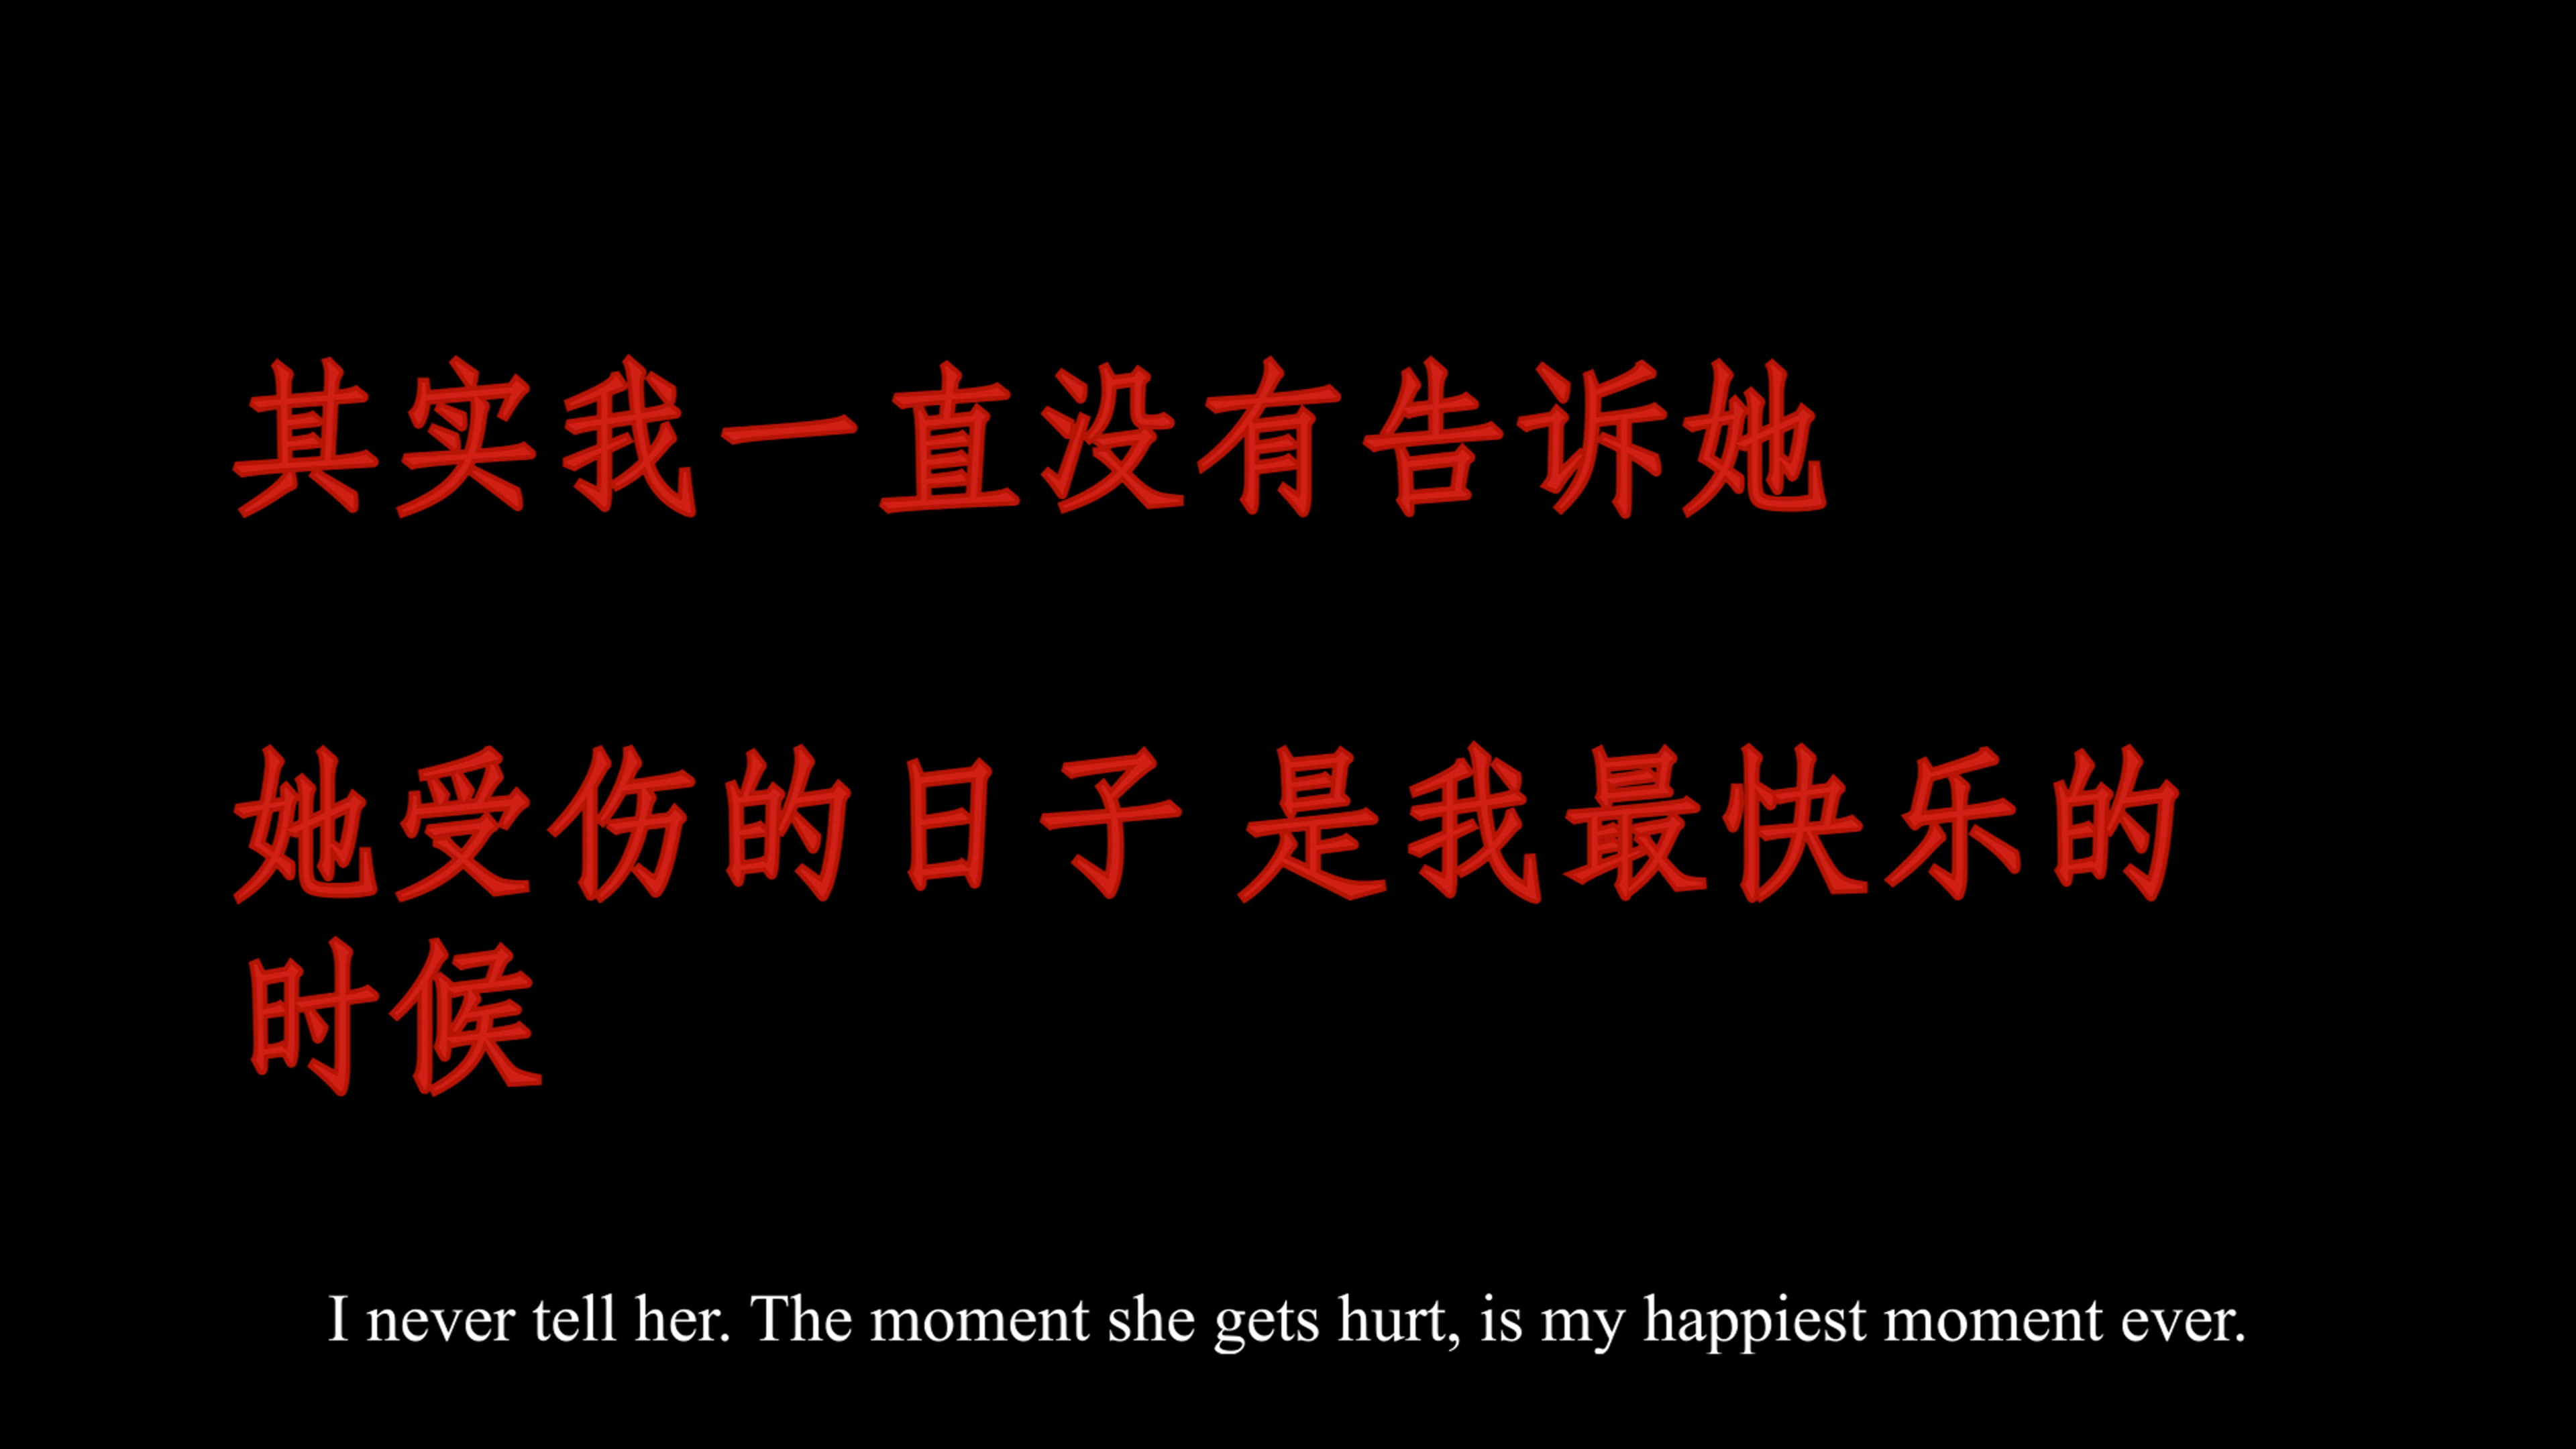 其实我一直没有告诉她
她受伤的日子 是我最快乐的
时候
I never tell her. The moment she gets hurt, is my happiest moment ever.